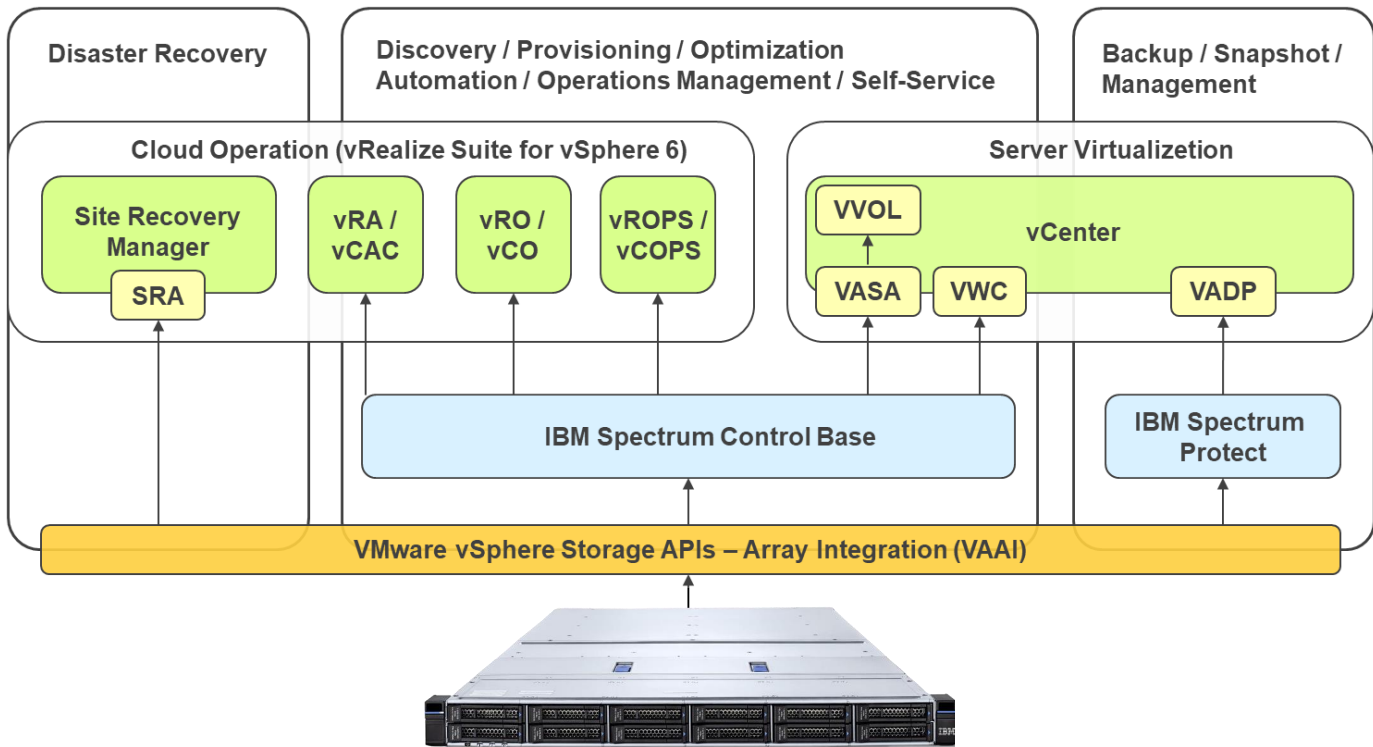 Disaster Recovery
Discovery / Provisioning / Optimization
Automation / Operations Management / Self-Service
Backup / Snapshot /
Management
Cloud Operation (vRealize Suite for vSphere 6)
Server Virtualizetion
Site Recovery
Manager
SRA
vRA /
vCAC
vRO /
vCO
vROPS /
vCOPS
VVOL
vCenter
VASA
VWC
VADP
IBM Spectrum Control Base
IBM Spectrum
Protect
VMware vSphere Storage APIs – Array Integration (VAAI)
IBM